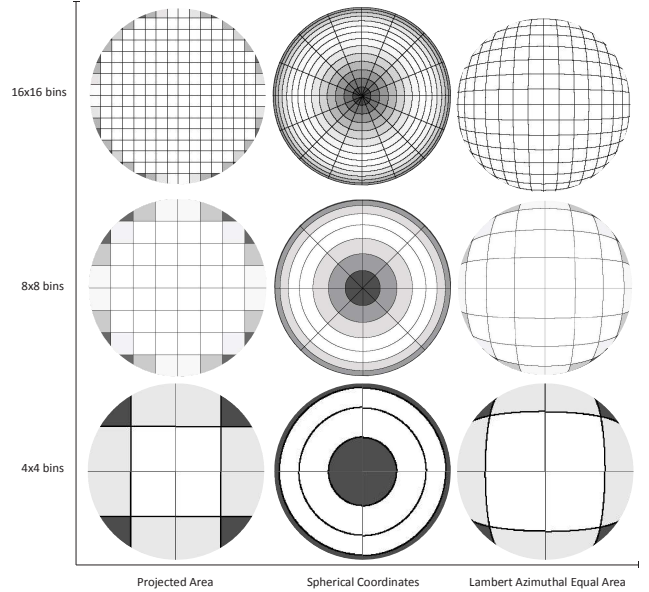 16x16 bins
8x8 bins
4x4 bins
Projected Area
Spherical Coordinates
Lambert Azimuthal Equal Area